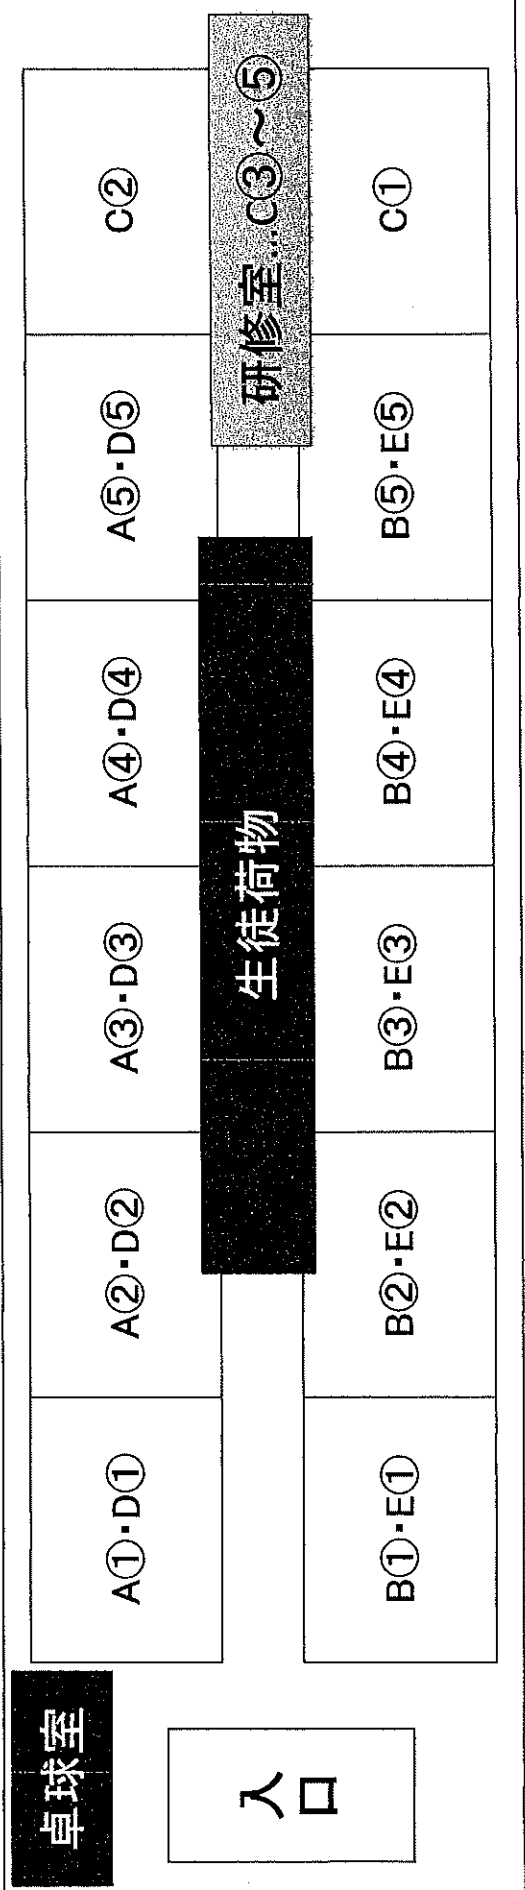 卓球室
入口
A①・D①
A②・D②
A③・D③
A④・D④
A⑤・D⑤
C②
生徒荷物
研修室…C③～⑤
B①・E①
B②・E②
B③・E③
B④・E④
B⑤・E⑤
C①